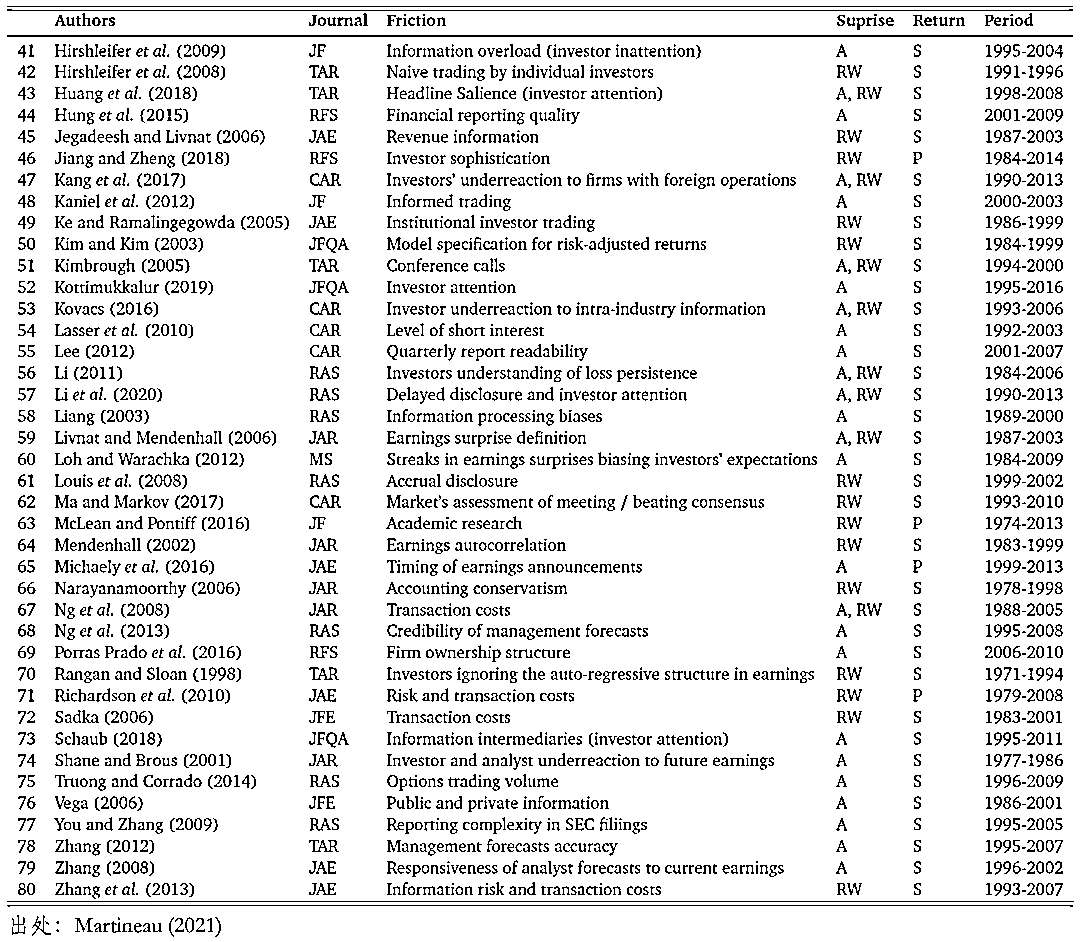 Authors Journal Friction Suprise Return Period
41 Hirshleifer et al. (2009) JF Information overload (investor inattention) A S 1995-2004
42 Hirshleifer et al. (2008) TAR Naive trading by individual investors RW S 1991-1996
43 Huang et al. (2018) TAR Headline Salience (investor attention) A, RW S 1998-2008
44 Hung et al. (2015) RFS Financial reporting quality A S 2001-2009
45 Jegadeesh and Livnat (2006) JAE Revenue information RW S 1987-2003
46 Jiang and Zheng (2018) RFS Investor sophistication RW P 1984-2014
47 Kang et al. (2017) CAR Investors' underreaction to firms with foreign operations A, RW S 1990-2013
48 Kaniel et al. (2012) JF Informed trading A S 2000-2003
49 Ke and Ramalingegowda (2005) JAE Institutional investor trading RW S 1986-1999
50 Kim and Kim (2003) JFQA Model specification for risk-adjusted returns RW S 1984-1999
51 Kimbrough (2005) TAR Conference calls A, RW S 1994-2000
52 Kottimukkalur (2019) JFQA Investor attention A S 1995-2016
53 Kovacs (2016) CAR Investor underreaction to intra-industry information A, RW S 1993-2006
54 Lasser et al. (2010) CAR Level of short interest A S 1992-2003
55 Lee (2012) CAR Quarterly report readability A S 2001-2007
56 Li (2011) RAS Investors understanding of loss persistence A, RW S 1984-2006
57 Li et al. (2020) RAS Delayed disclosure and investor attention A, RW S 1990-2013
58 Liang (2003) RAS Information processing biases A S 1989-2000
59 Livnat and Mendenhall (2006) JAR Earnings surprise definition A, RW S 1987-2003
60 Loh and Warachka (2012) MS Streaks in earnings surprises biasing investors' expectations A S 1984-2009
61 Louis et al. (2008) RAS Accrual disclosure RW S 1999-2002
62 Ma and Markov (2017) CAR Market's assessment of meeting / beating consensus RW S 1993-2010
63 McLean and Pontiff (2016) JF Academic research RW P 1974-2013
64 Mendenhall (2002) JAR Earnings autocorrelation RW S 1983-1999
65 Michaely et al. (2016) JAE Timing of earnings announcements A P 1999-2013
66 Narayanamoorthy (2006) JAR Accounting conservatism RW S 1978-1998
67 Ng et al. (2008) JAR Transaction costs A, RW S 1988-2005
68 Ng et al. (2013) RAS Credibility of management forecasts A S 1995-2008
69 Porras Prado et al. (2016) RFS Firm ownership structure A S 2006-2010
70 Rangan and Sloan (1998) TAR Investors ignoring the auto-regressive structure in earnings RW S 1971-1994
71 Richardson et al. (2010) JAE Risk and transaction costs RW P 1979-2008
72 Sadka (2006) JFE Transaction costs RW S 1983-2001
73 Schaub (2018) JFQA Information intermediaries (investor attention) A S 1995-2011
74 Shane and Brous (2001) JAR Investor and analyst underreaction to future earnings A S 1977-1986
75 Truong and Corrado (2014) RAS Options trading volume A S 1996-2009
76 Vega (2006) JFE Public and private information A S 1986-2001
77 You and Zhang (2009) RAS Reporting complexity in SEC filiings A S 1995-2005
78 Zhang (2012) TAR Management forecasts accuracy A S 1995-2007
79 Zhang (2008) JAE Responsiveness of analyst forecasts to current earnings A S 1996-2002
80 Zhang et al. (2013) JAE Information risk and transaction costs RW S 1993-2007
出处：Martineau (2021)